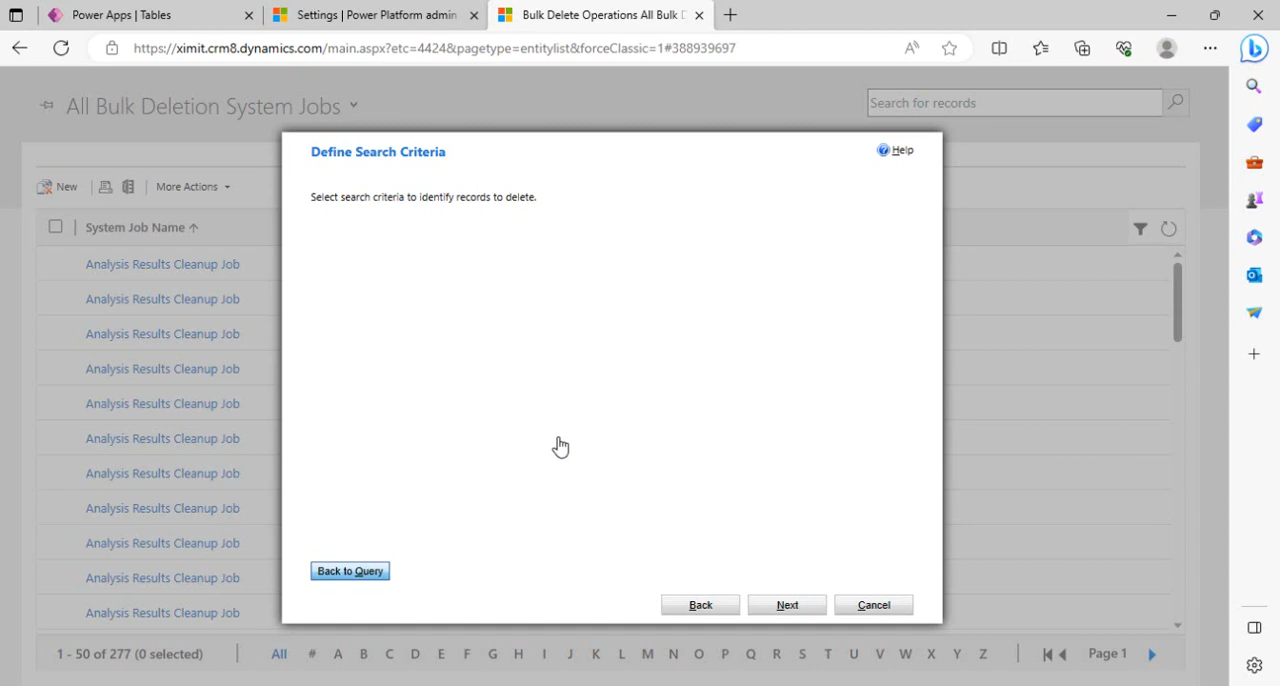 Power Apps | Tables
Settings | Power Platform admin
Bulk Delete Operations All Bulk
https://ximit.crm8.dynamics.com/main.aspx?etc=4424&pagetype=entitylist&forceClassic=1#388939697
All Bulk Deletion System Jobs
Search for records
Define Search Criteria
Help
New
More Actions
Select search criteria to identify records to delete.
System Job Name
Analysis Results Cleanup Job
Analysis Results Cleanup Job
Analysis Results Cleanup Job
Analysis Results Cleanup Job
Analysis Results Cleanup Job
Analysis Results Cleanup Job
Analysis Results Cleanup Job
Analysis Results Cleanup Job
Analysis Results Cleanup Job
Analysis Results Cleanup Job
Analysis Results Cleanup Job
Back to Query
Back Next Cancel
1 - 50 of 277 (0 selected) All # A B C D E F G H I J K L M N O P Q R S T U V W X Y Z Page 1